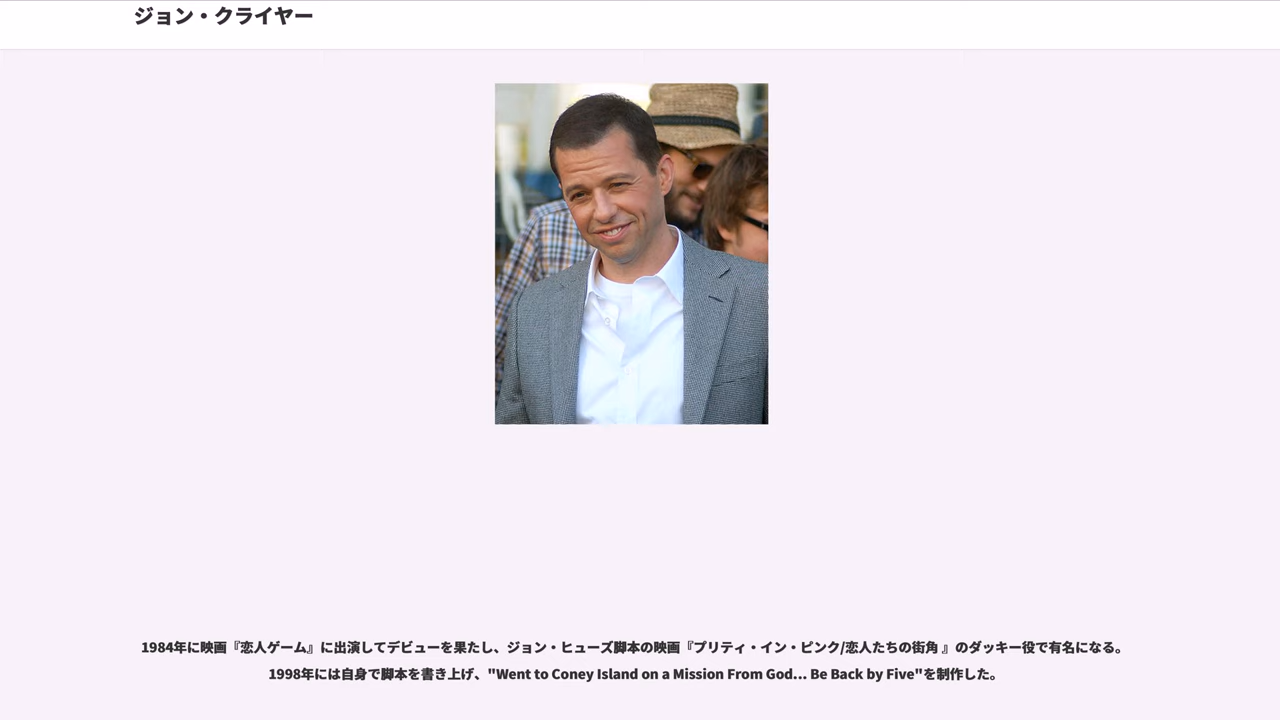 ジョン・クライヤー
1984年に映画『恋人ゲーム』に出演してデビューを果たし、ジョン・ヒューズ脚本の映画『プリティ・イン・ピンク/恋人たちの街角 』のダッキー役で有名になる。
1998年には自身で脚本を書き上げ、"Went to Coney Island on a Mission From God... Be Back by Five"を制作した。